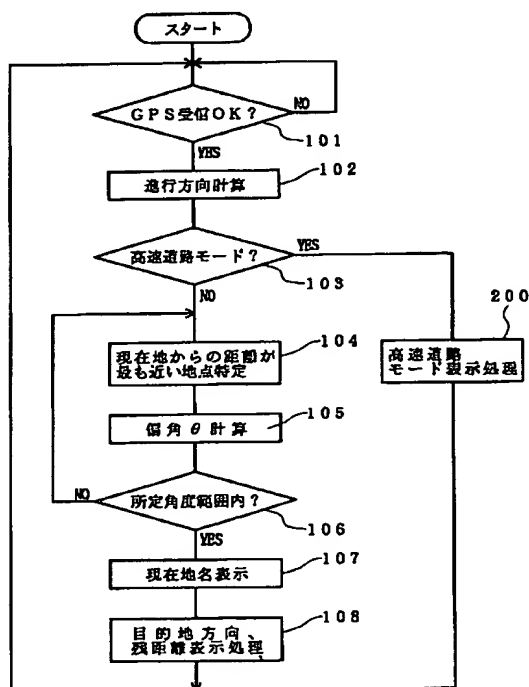 スタート
GPS受信OK?
NO
101
YES
102
進行方向計算
高速道路モード?
YES
103
NO
200
高速道路
モード表示処理
104
現在地からの距離が
最も近い地点特定
105
偏角θ計算
NO
所定角度範囲内?
106
YES
107
現在地名表示
108
目的地方向、
残距離表示処理